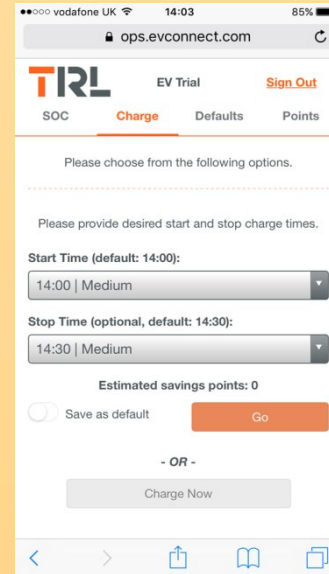 vodafone UK 14:03 85%
ops.evconnect.com
TRL EV Trial Sign Out
SOC Charge Defaults Points
Please choose from the following options.
Please provide desired start and stop charge times.
Start Time (default: 14:00):
14:00 | Medium
Stop Time (optional, default: 14:30):
14:30 | Medium
Estimated savings points: 0
Save as default Go
- OR -
Charge Now